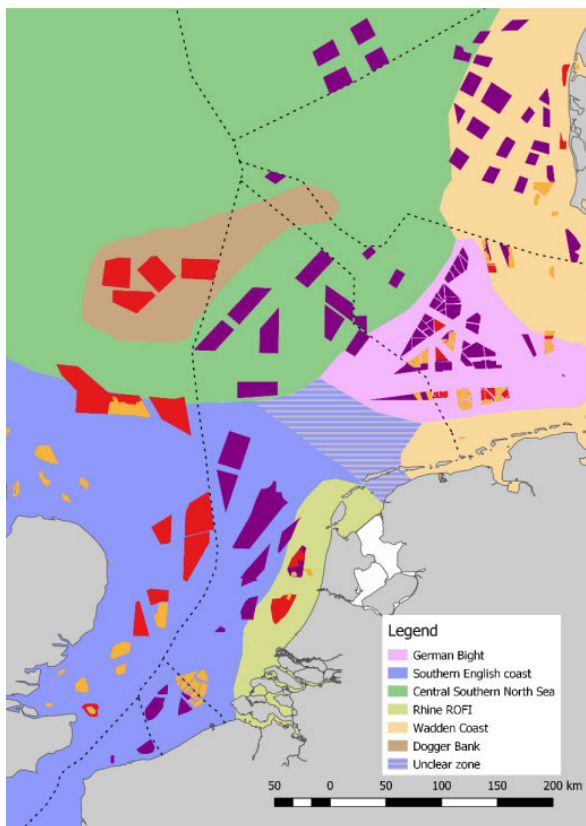 Legend
German Bight
Southern English coast
Central Southern North Sea
Rhine ROFI
Wadden Coast
Dogger Bank
Unclear zone
50 0 50 100 150 200 km